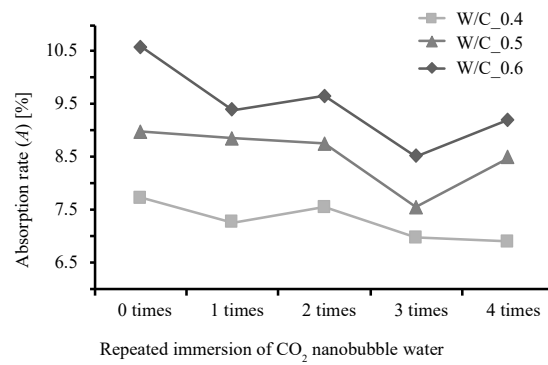 W/C_0.4
W/C_0.5
W/C_0.6
10.5
9.5
8.5
7.5
6.5
Absorption rate (A) [%]
0 times 1 times 2 times 3 times 4 times
Repeated immersion of CO₂ nanobubble water